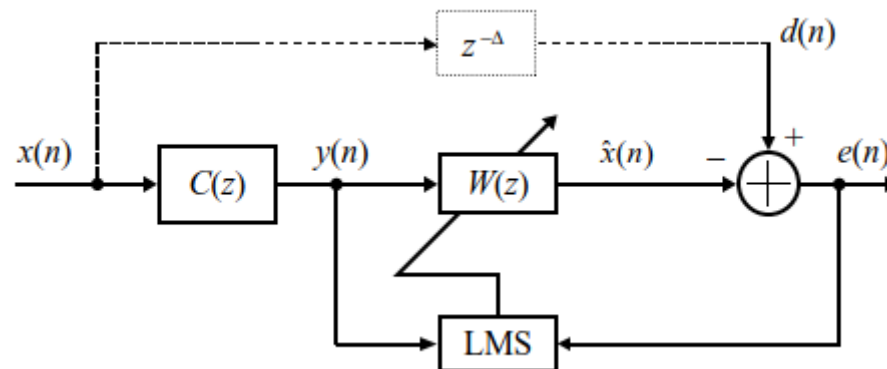 z^{-Δ}
d(n)
x(n)
C(z)
y(n)
W(z)
x̂(n)
−
+
e(n)
LMS